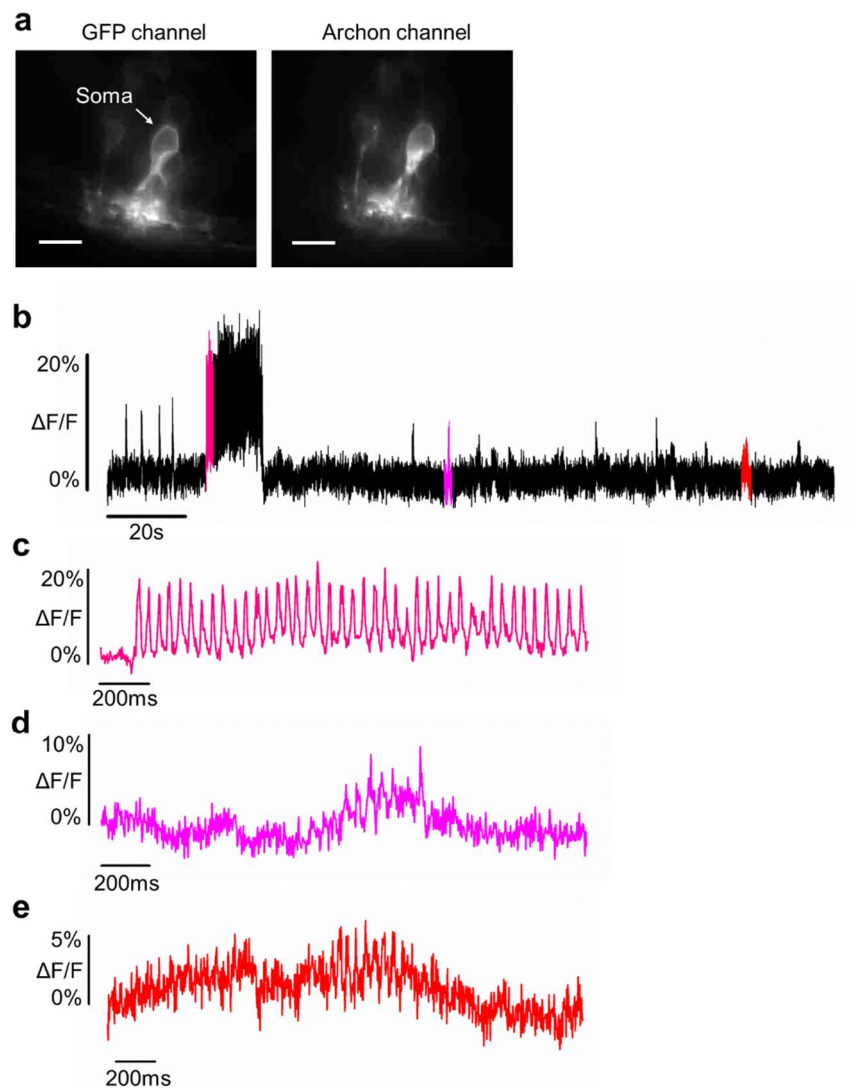 a
GFP channel
Archon channel
Soma
b
20%
ΔF/F
0%
20s
c
20%
ΔF/F
0%
200ms
d
10%
ΔF/F
0%
200ms
e
5%
ΔF/F
0%
200ms